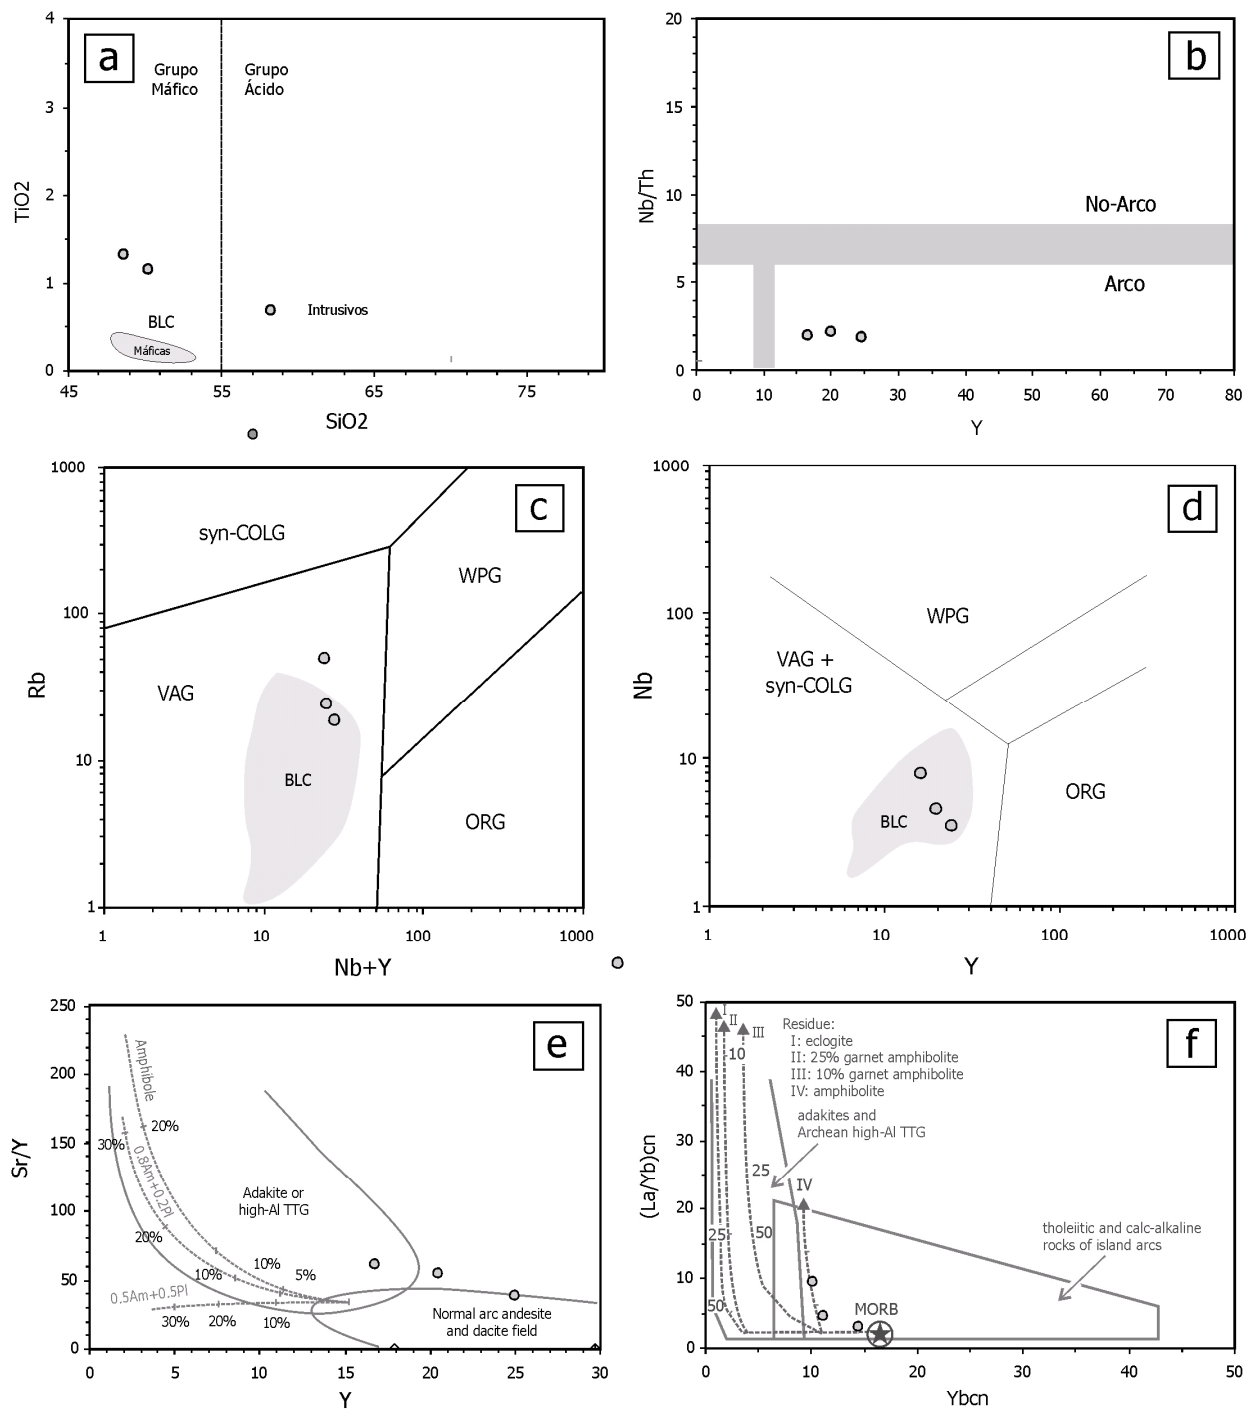 a
Grupo
Máfico
Grupo
Ácido
BLC
Máficas
Intrusivos
4
3
2
1
0
TiO2
45
55
65
75
SiO2
b
No-Arco
Arco
20
15
10
5
0
Nb/Th
0
10
20
30
40
50
60
70
80
Y
c
syn-COLG
WPG
VAG
BLC
ORG
1000
100
10
1
Rb
1
10
100
1000
Nb+Y
d
WPG
VAG +
syn-COLG
BLC
ORG
1000
100
10
1
Nb
1
10
100
1000
Y
e
250
200
150
100
50
0
Sr/Y
Amphibole
20%
30%
0.8Am+0.2Pl
20%
10%
10%
5%
0.5Am+0.5Pl
30%
20%
10%
Adakite or
high-Al TTG
Normal arc andesite
and dacite field
0
5
10
15
20
25
30
Y
f
50
40
30
20
10
0
(La/Yb)cn
I
II
III
10
Residue:
I: eclogite
II: 25% garnet amphibolite
III: 10% garnet amphibolite
IV: amphibolite
adakites and
Archean high-Al TTG
25
IV
50
25
50
tholeiitic and calc-alkaline
rocks of island arcs
MORB
0
10
20
30
40
50
Ybcn